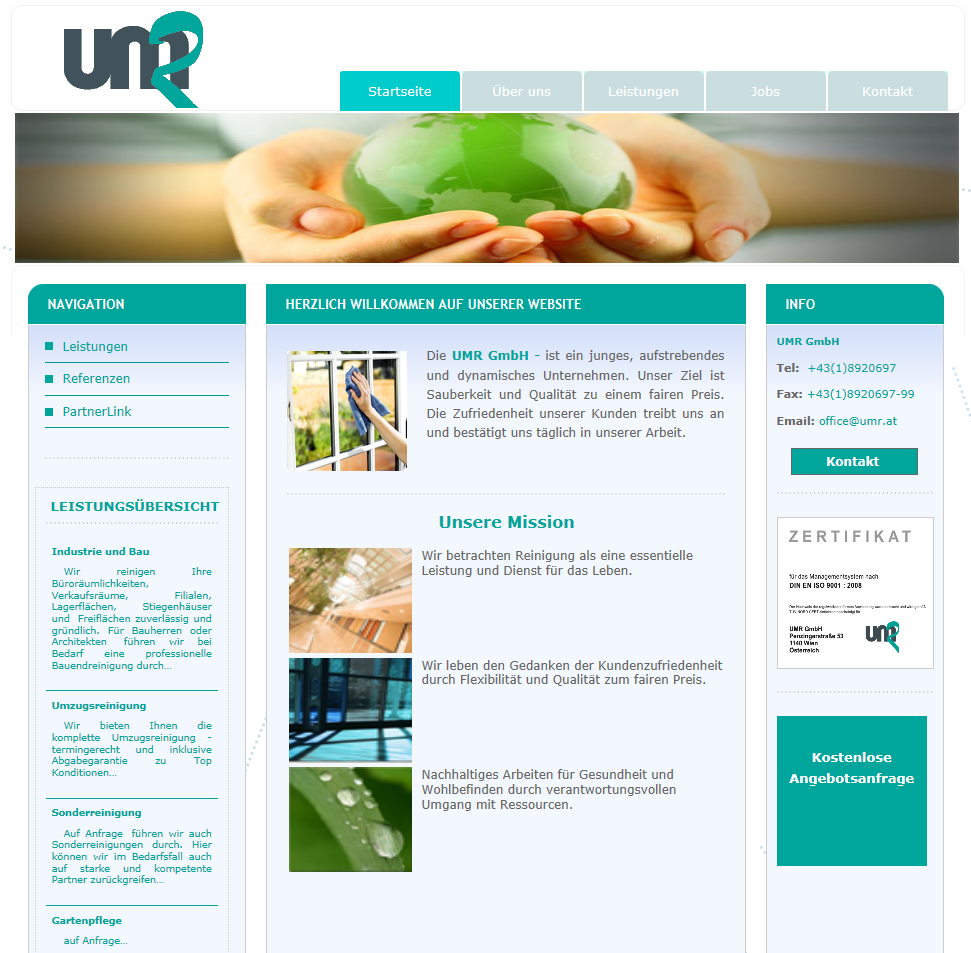 umr
Startseite
Über uns
Leistungen
Jobs
Kontakt
NAVIGATION
Leistungen
Referenzen
PartnerLink
LEISTUNGSÜBERSICHT
Industrie und Bau
Wir reinigen Ihre
Büroräumlichkeiten,
Verkaufsräume, Filialen,
Lagerflächen, Stiegenhäuser
und Freiflächen zuverlässig und
gründlich. Für Bauherren oder
Architekten führen wir bei
Bedarf eine professionelle
Bauendreinigung durch...
Umzugsreinigung
Wir bieten Ihnen die
komplette Umzugsreinigung -
termingerecht und inklusive
Abgabegarantie zu Top
Konditionen...
Sonderreinigung
Auf Anfrage führen wir auch
Sonderreinigungen durch. Hier
können wir im Bedarfsfall auch
auf starke und kompetente
Partner zurückgreifen...
Gartenpflege
auf Anfrage...
HERZLICH WILLKOMMEN AUF UNSERER WEBSITE
Die UMR GmbH - ist ein junges, aufstrebendes
und dynamisches Unternehmen. Unser Ziel ist
Sauberkeit und Qualität zu einem fairen Preis.
Die Zufriedenheit unserer Kunden treibt uns an
und bestätigt uns täglich in unserer Arbeit.
Unsere Mission
Wir betrachten Reinigung als eine essentielle
Leistung und Dienst für das Leben.
Wir leben den Gedanken der Kundenzufriedenheit
durch Flexibilität und Qualität zum fairen Preis.
Nachhaltiges Arbeiten für Gesundheit und
Wohlbefinden durch verantwortungsvollen
Umgang mit Ressourcen.
INFO
UMR GmbH
Tel: +43(1)8920697
Fax: +43(1)8920697-99
Email: office@umr.at
Kontakt
ZERTIFIKAT
für das Managementsystem nach
DIN EN ISO 9001 : 2008
UMR GmbH
Penzingerstraße 53
1140 Wien
Österreich
umr
Kostenlose
Angebotsanfrage